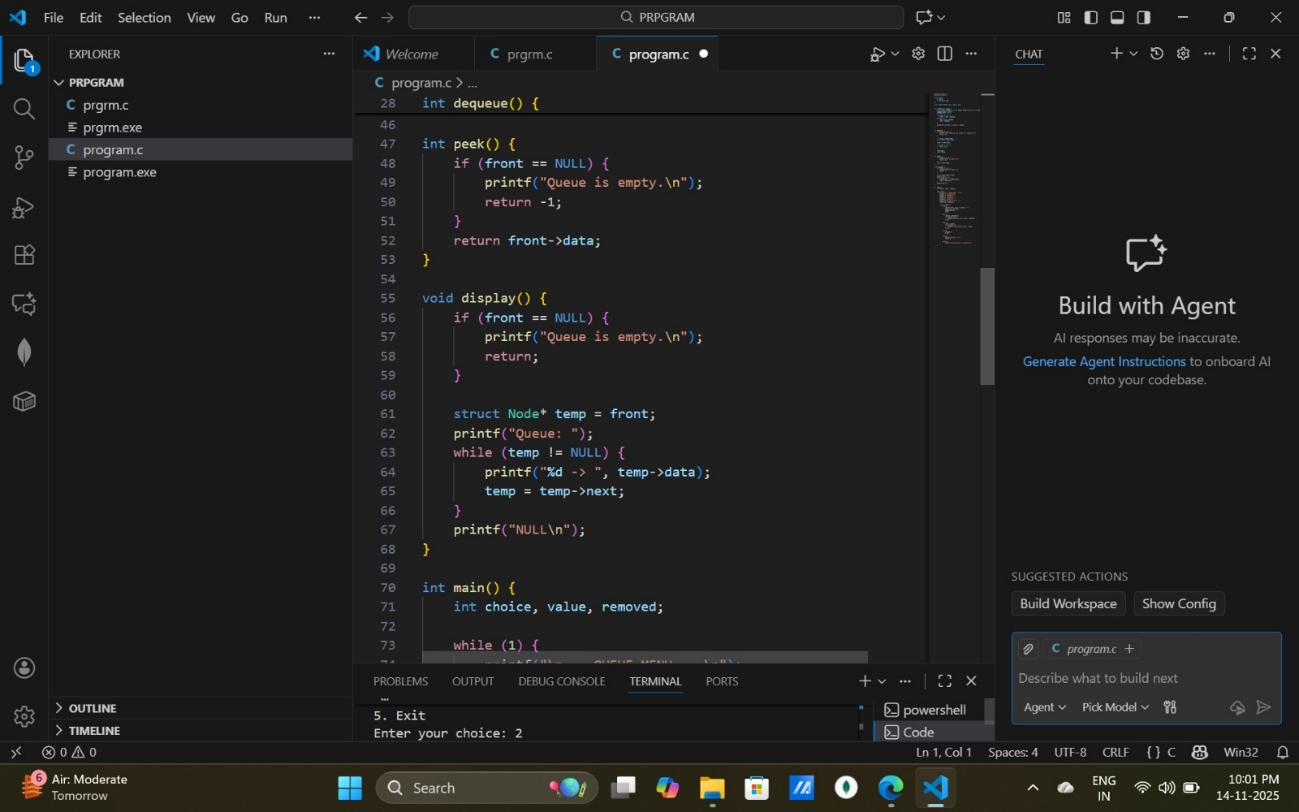 File Edit Selection View Go Run ... PRPGRAM
EXPLORER ...
PRPGRAM
C prgrm.c
prgrm.exe
C program.c
program.exe
OUTLINE
TIMELINE
1
Welcome C prgrm.c C program.c
C program.c > ...
28 int dequeue() {
46
47 int peek() {
48 if (front == NULL) {
49 printf("Queue is empty.\n");
50 return -1;
51 }
52 return front->data;
53 }
54
55 void display() {
56 if (front == NULL) {
57 printf("Queue is empty.\n");
58 return;
59 }
60
61 struct Node* temp = front;
62 printf("Queue: ");
63 while (temp != NULL) {
64 printf("%d -> ", temp->data);
65 temp = temp->next;
66 }
67 printf("NULL\n");
68 }
69
70 int main() {
71 int choice, value, removed;
72
73 while (1) {
PROBLEMS OUTPUT DEBUG CONSOLE TERMINAL PORTS
5. Exit
Enter your choice: 2
powershell
Code
CHAT
Build with Agent
AI responses may be inaccurate.
Generate Agent Instructions to onboard AI
onto your codebase.
SUGGESTED ACTIONS
Build Workspace Show Config
C program.c +
Describe what to build next
Agent Pick Model
0 0 Ln 1, Col 1 Spaces: 4 UTF-8 CRLF {} C Win32
6
Air: Moderate
Tomorrow
Search
ENG
IN
10:01 PM
14-11-2025